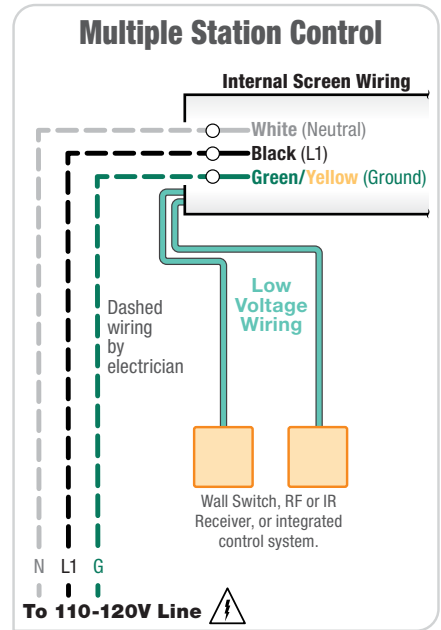 Multiple Station Control
Internal Screen Wiring
White (Neutral)
Black (L1)
Green/Yellow (Ground)
Low
Voltage
Wiring
Dashed
wiring
by
electrician
Wall Switch, RF or IR
Receiver, or integrated
control system.
N L1 G
To 110-120V Line